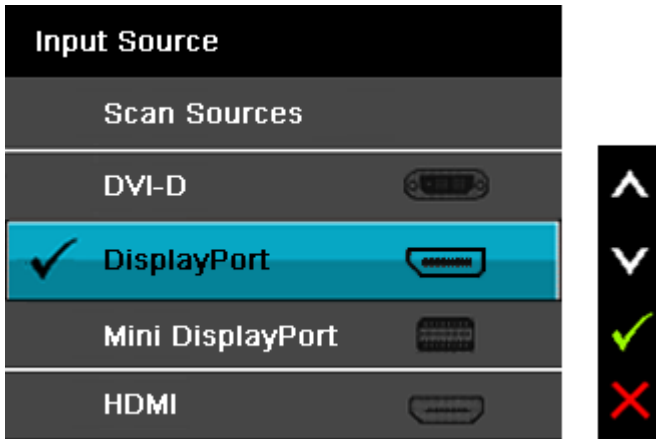 Input Source
Scan Sources
DVI-D
DisplayPort
Mini DisplayPort
HDMI